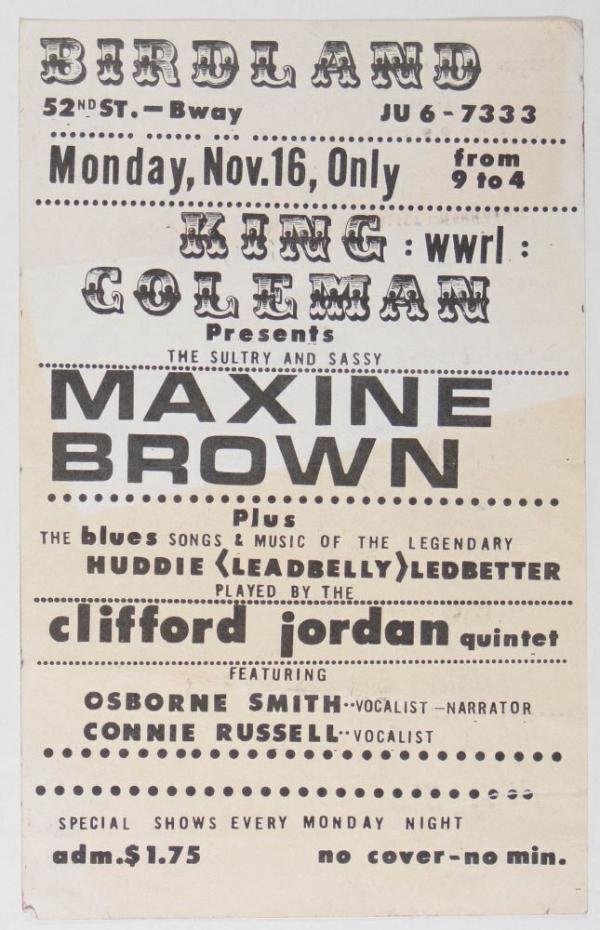 BIRDLAND
52ND ST. — Bway JU 6 - 7333
Monday, Nov. 16, Only from 9 to 4
KING : wwrl :
COLEMAN
Presents
THE SULTRY AND SASSY
MAXINE
BROWN
Plus
THE blues SONGS & MUSIC OF THE LEGENDARY
HUDDIE (LEADBELLY) LEDBETTER
PLAYED BY THE
clifford jordan quintet
FEATURING
OSBORNE SMITH··VOCALIST — NARRATOR
CONNIE RUSSELL··VOCALIST
SPECIAL SHOWS EVERY MONDAY NIGHT
adm. $1.75 no cover - no min.